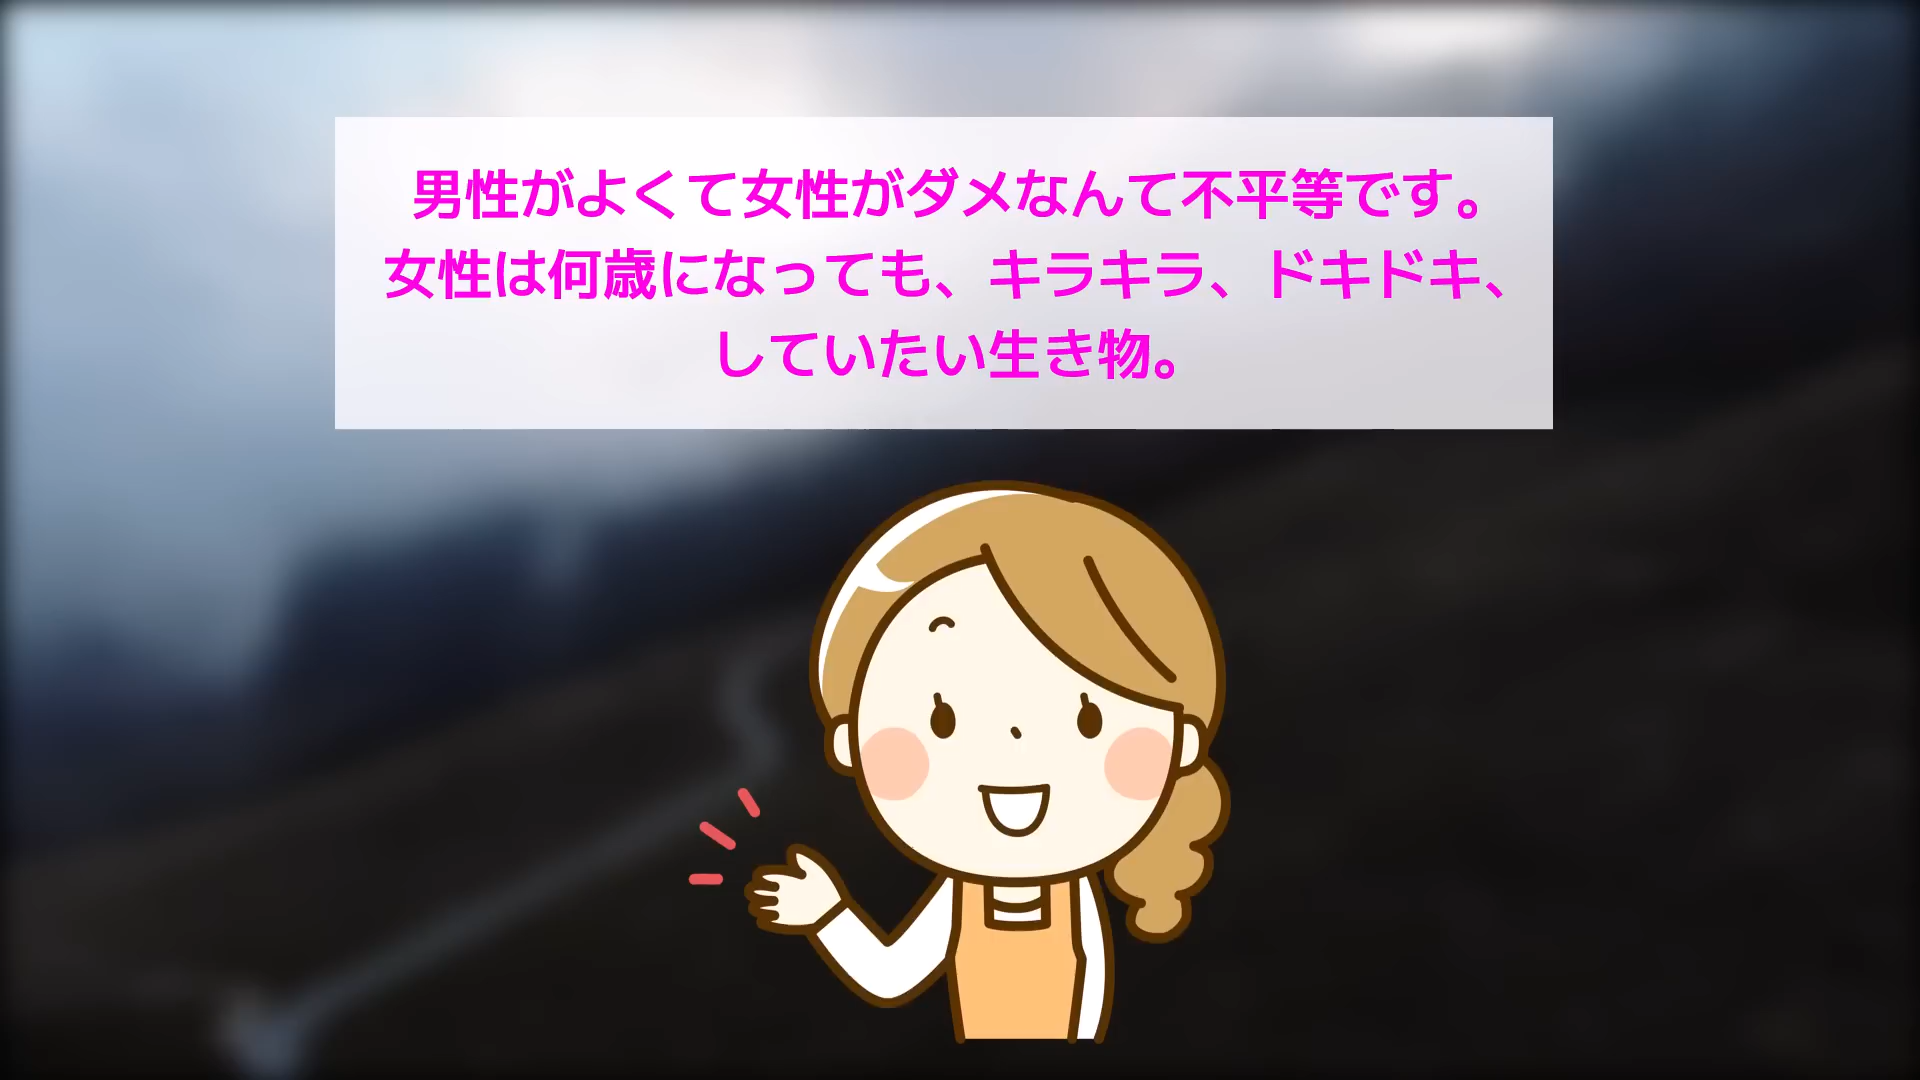 男性がよくて女性がダメなんて不平等です。
女性は何歳になっても、キラキラ、ドキドキ、
していたい生き物。